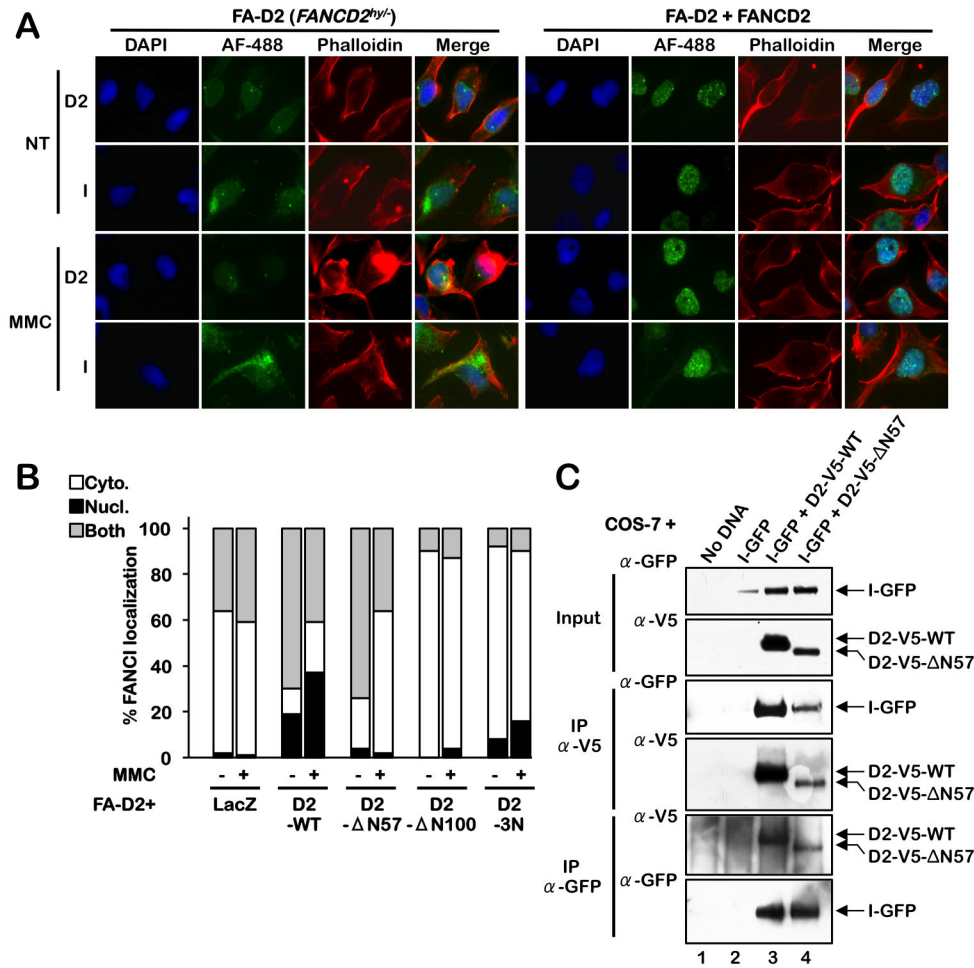 A
FA-D2 (FANCD2hy/-)
FA-D2 + FANCD2
DAPI AF-488 Phalloidin Merge DAPI AF-488 Phalloidin Merge
NT
D2
I
MMC
D2
I
B
Cyto.
Nucl.
Both
% FANCI localization
100
80
60
40
20
0
MMC - + - + - + - + - +
FA-D2+ LacZ D2-WT D2-ΔN57 D2-ΔN100 D2-3N
C
COS-7 +
No DNA
I-GFP
I-GFP + D2-V5-WT
I-GFP + D2-V5-ΔN57
Input
α-GFP
I-GFP
α-V5
D2-V5-WT
D2-V5-ΔN57
IP α-V5
α-GFP
I-GFP
α-V5
D2-V5-WT
D2-V5-ΔN57
IP α-GFP
α-V5
D2-V5-WT
D2-V5-ΔN57
α-GFP
I-GFP
1 2 3 4